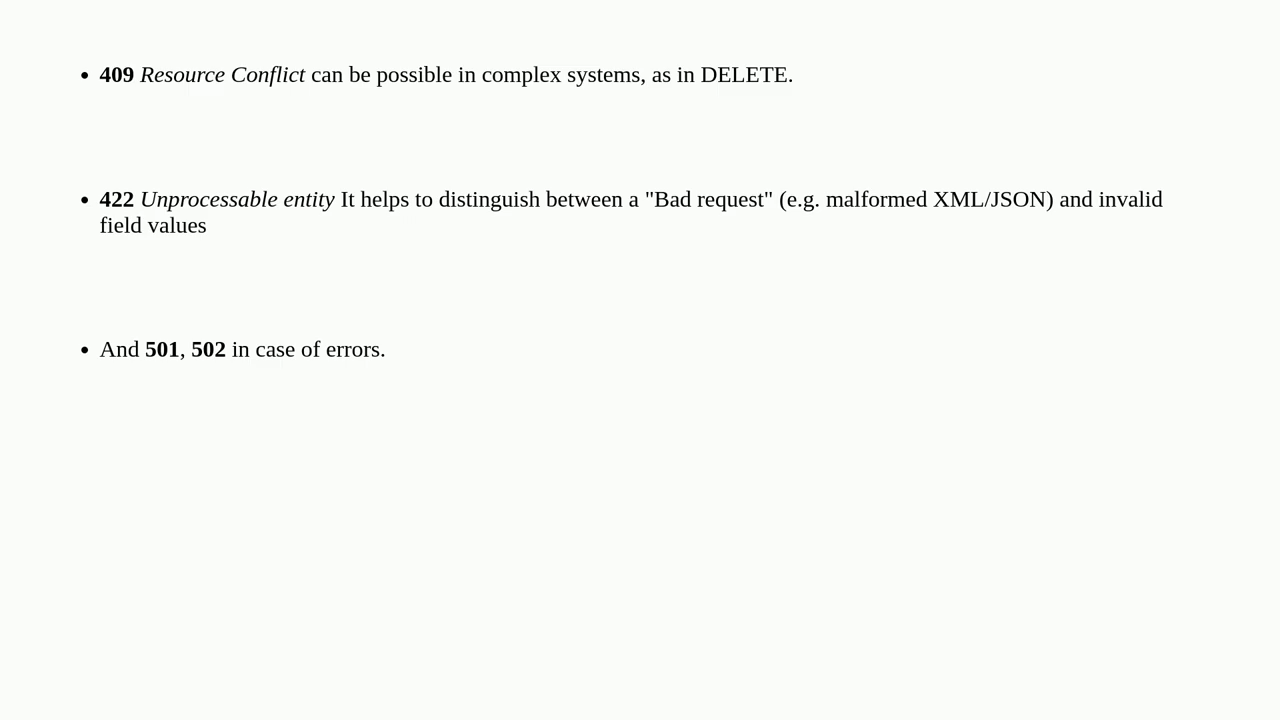 • 409 Resource Conflict can be possible in complex systems, as in DELETE.
• 422 Unprocessable entity It helps to distinguish between a "Bad request" (e.g. malformed XML/JSON) and invalid
field values
• And 501, 502 in case of errors.